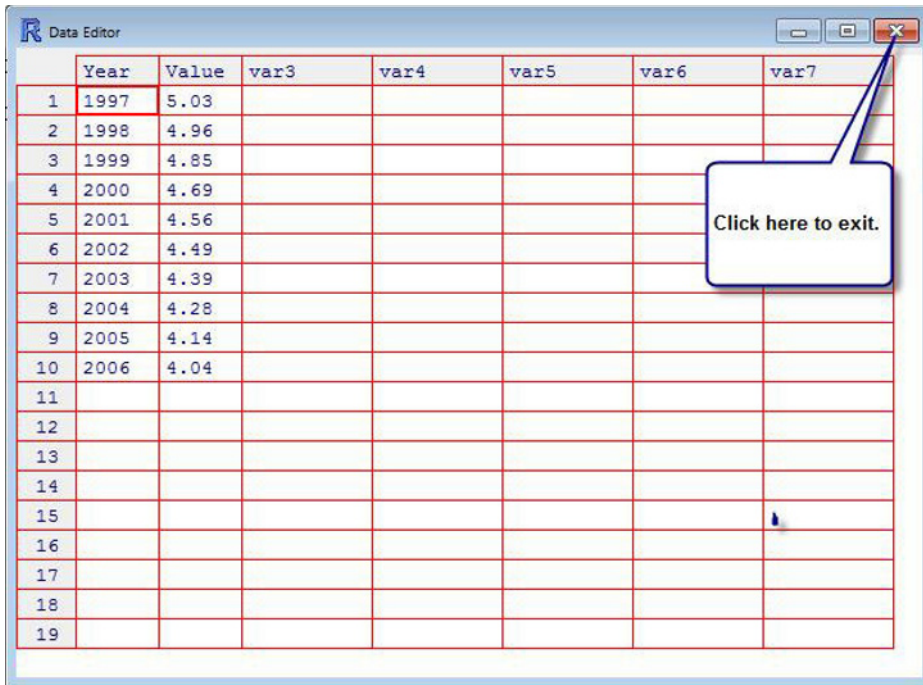 Data Editor
Year Value var3 var4 var5 var6 var7
1 1997 5.03
2 1998 4.96
3 1999 4.85
4 2000 4.69
5 2001 4.56
6 2002 4.49
7 2003 4.39
8 2004 4.28
9 2005 4.14
10 2006 4.04
11
12
13
14
15
16
17
18
19
Click here to exit.